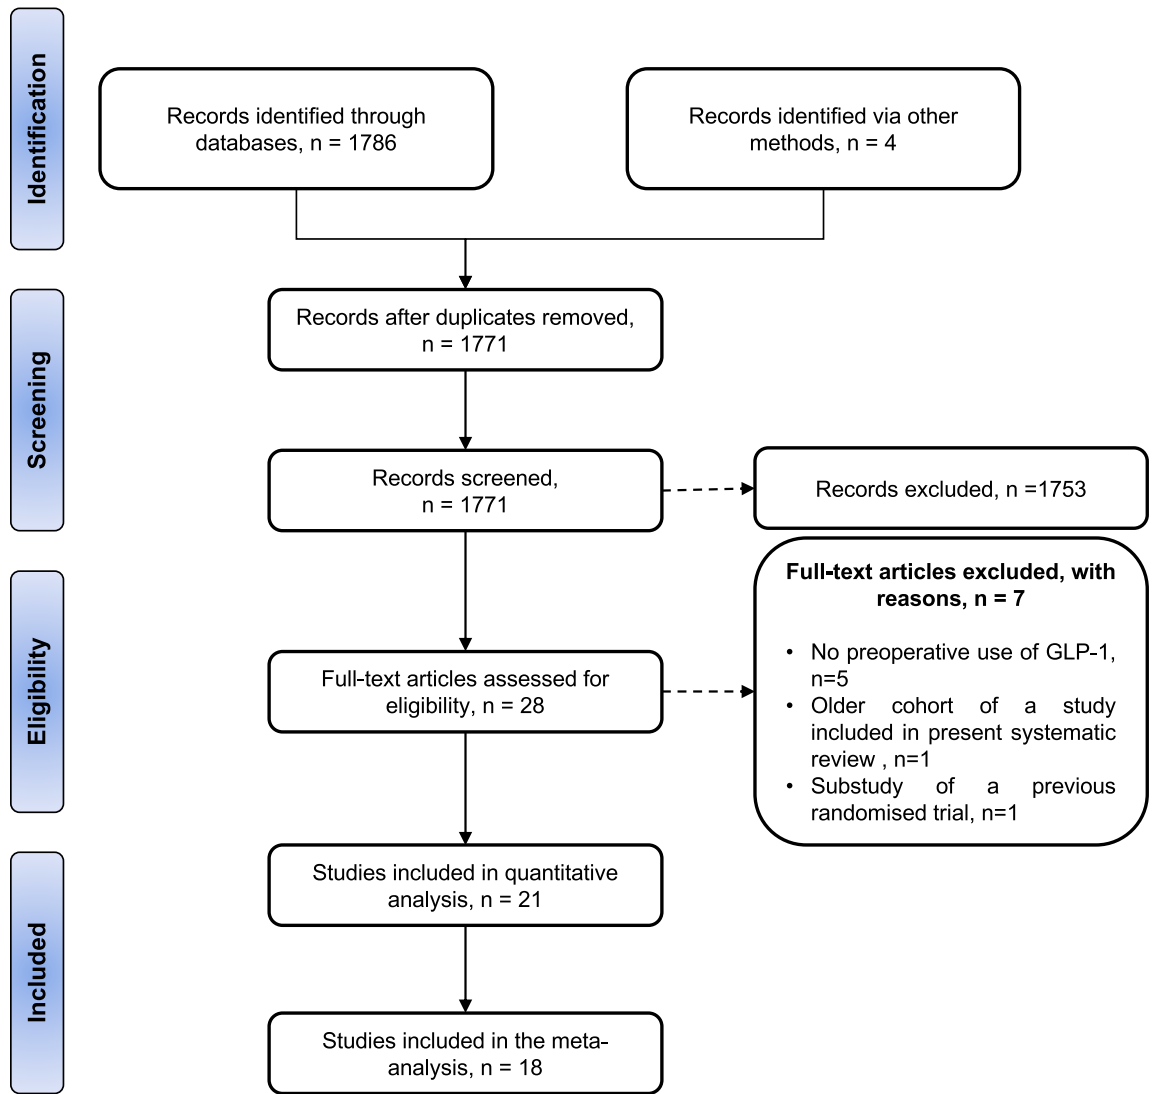 Identification
Records identified through
databases, n = 1786
Records identified via other
methods, n = 4
Screening
Records after duplicates removed,
n = 1771
Records screened,
n = 1771
Records excluded, n =1753
Eligibility
Full-text articles assessed for
eligibility, n = 28
Full-text articles excluded, with
reasons, n = 7
• No preoperative use of GLP-1,
n=5
• Older cohort of a study
included in present systematic
review , n=1
• Substudy of a previous
randomised trial, n=1
Included
Studies included in quantitative
analysis, n = 21
Studies included in the meta-
analysis, n = 18